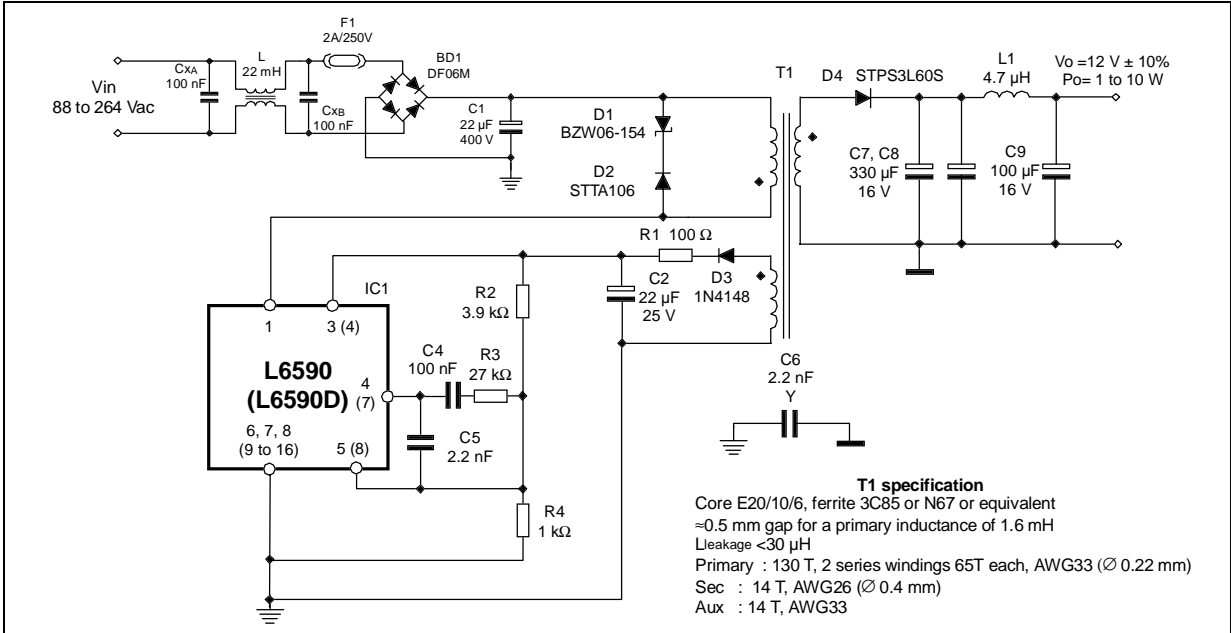 F1
2A/250V
L
22 mH
CxA
100 nF
BD1
DF06M
Vin
88 to 264 Vac
CxB
100 nF
C1
22 µF
400 V
D1
BZW06-154
D2
STTA106
T1
D4 STPS3L60S
L1
4.7 µH
Vo =12 V ± 10%
Po= 1 to 10 W
C7, C8
330 µF
16 V
C9
100 µF
16 V
R1 100 Ω
D3
1N4148
C2
22 µF
25 V
IC1
R2
3.9 kΩ
1
3 (4)
L6590
(L6590D)
C4
100 nF
R3
27 kΩ
4
(7)
6, 7, 8
(9 to 16)
5 (8)
C5
2.2 nF
R4
1 kΩ
C6
2.2 nF
Y
T1 specification
Core E20/10/6, ferrite 3C85 or N67 or equivalent
≈0.5 mm gap for a primary inductance of 1.6 mH
Lleakage <30 µH
Primary : 130 T, 2 series windings 65T each, AWG33 (∅ 0.22 mm)
Sec : 14 T, AWG26 (∅ 0.4 mm)
Aux : 14 T, AWG33